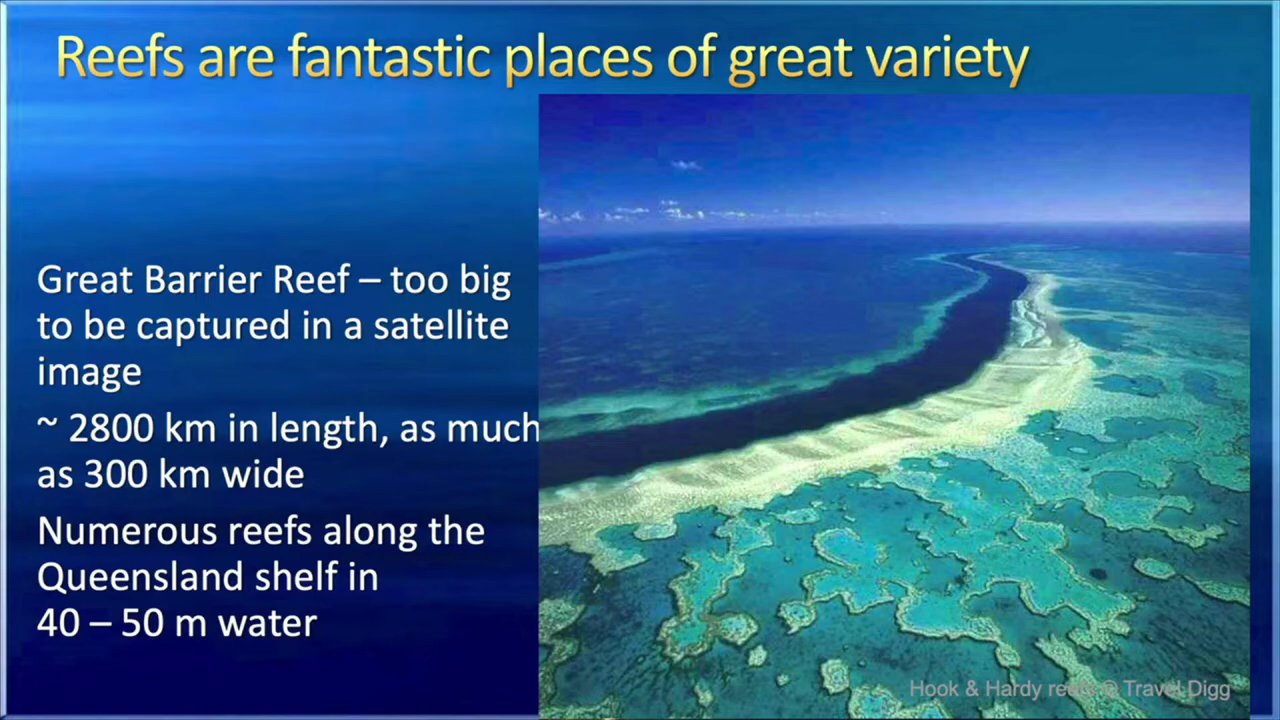 Reefs are fantastic places of great variety
Great Barrier Reef – too big
to be captured in a satellite
image
~ 2800 km in length, as much
as 300 km wide
Numerous reefs along the
Queensland shelf in
40 – 50 m water
Hook & Hardy reefs © Travel Digg